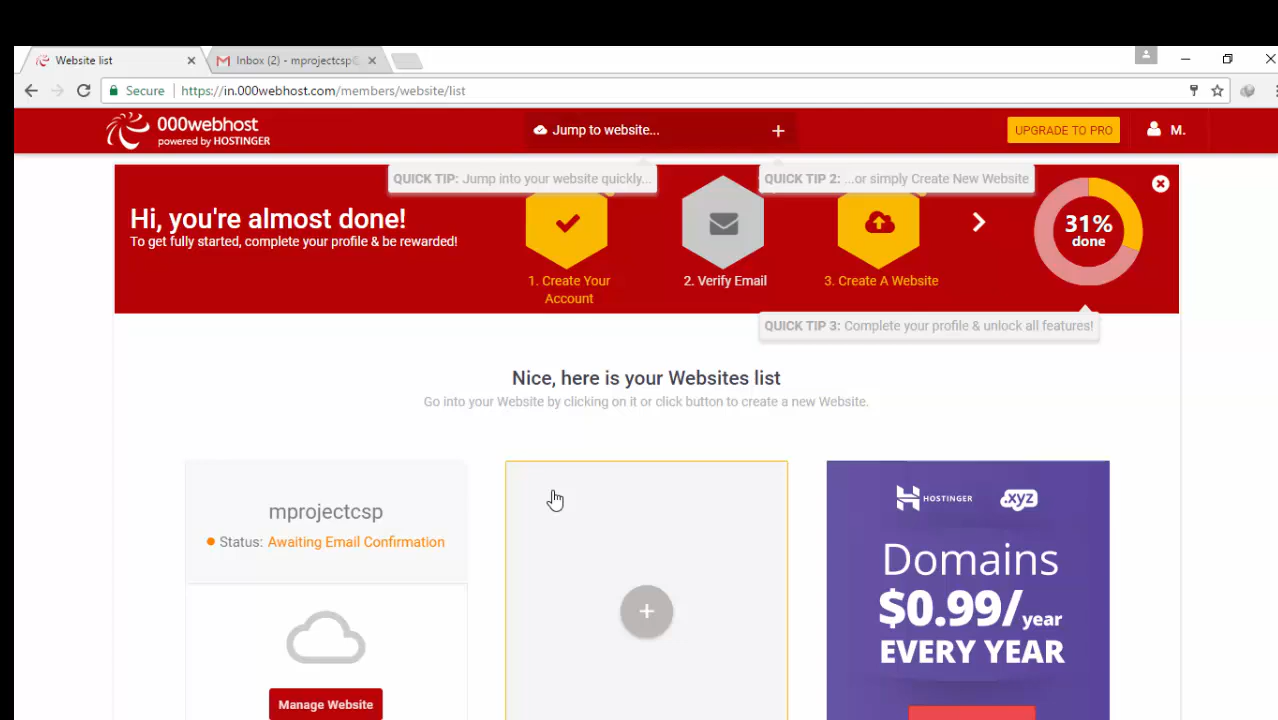 Website list
Inbox (2) - mprojectcsp
Secure
https://in.000webhost.com/members/website/list
000webhost
powered by HOSTINGER
Jump to website...
+
UPGRADE TO PRO
M.
QUICK TIP: Jump into your website quickly...
QUICK TIP 2: ...or simply Create New Website
Hi, you're almost done!
To get fully started, complete your profile & be rewarded!
1. Create Your
Account
2. Verify Email
3. Create A Website
31%
done
QUICK TIP 3: Complete your profile & unlock all features!
Nice, here is your Websites list
Go into your Website by clicking on it or click button to create a new Website.
mprojectcsp
Status: Awaiting Email Confirmation
Manage Website
+
HOSTINGER
.xyz
Domains
$0.99/year
EVERY YEAR